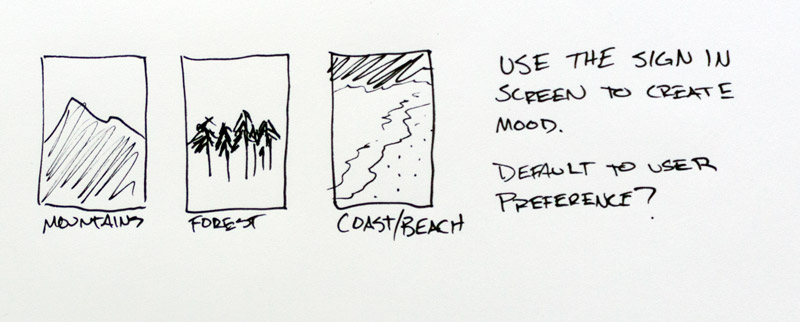 MOUNTAINS
FOREST
COAST/BEACH
USE THE SIGN IN
SCREEN TO CREATE
MOOD.
DEFAULT TO USER
PREFERENCE?